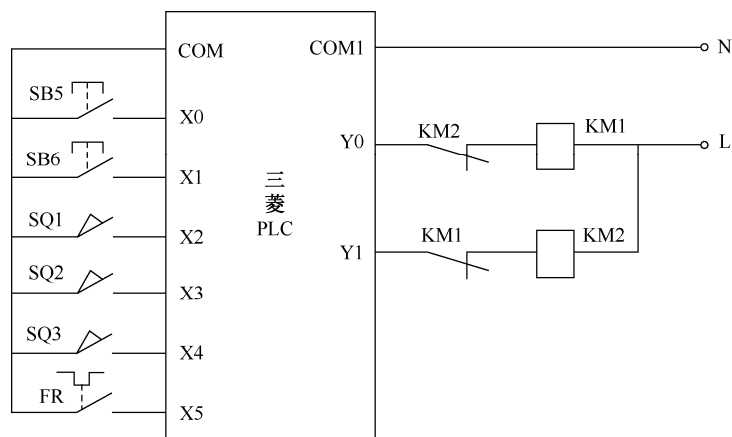 COM
SB5
X0
SB6
X1
SQ1
X2
SQ2
X3
SQ3
X4
FR
X5
三菱
PLC
COM1
N
Y0
KM2
KM1
L
Y1
KM1
KM2